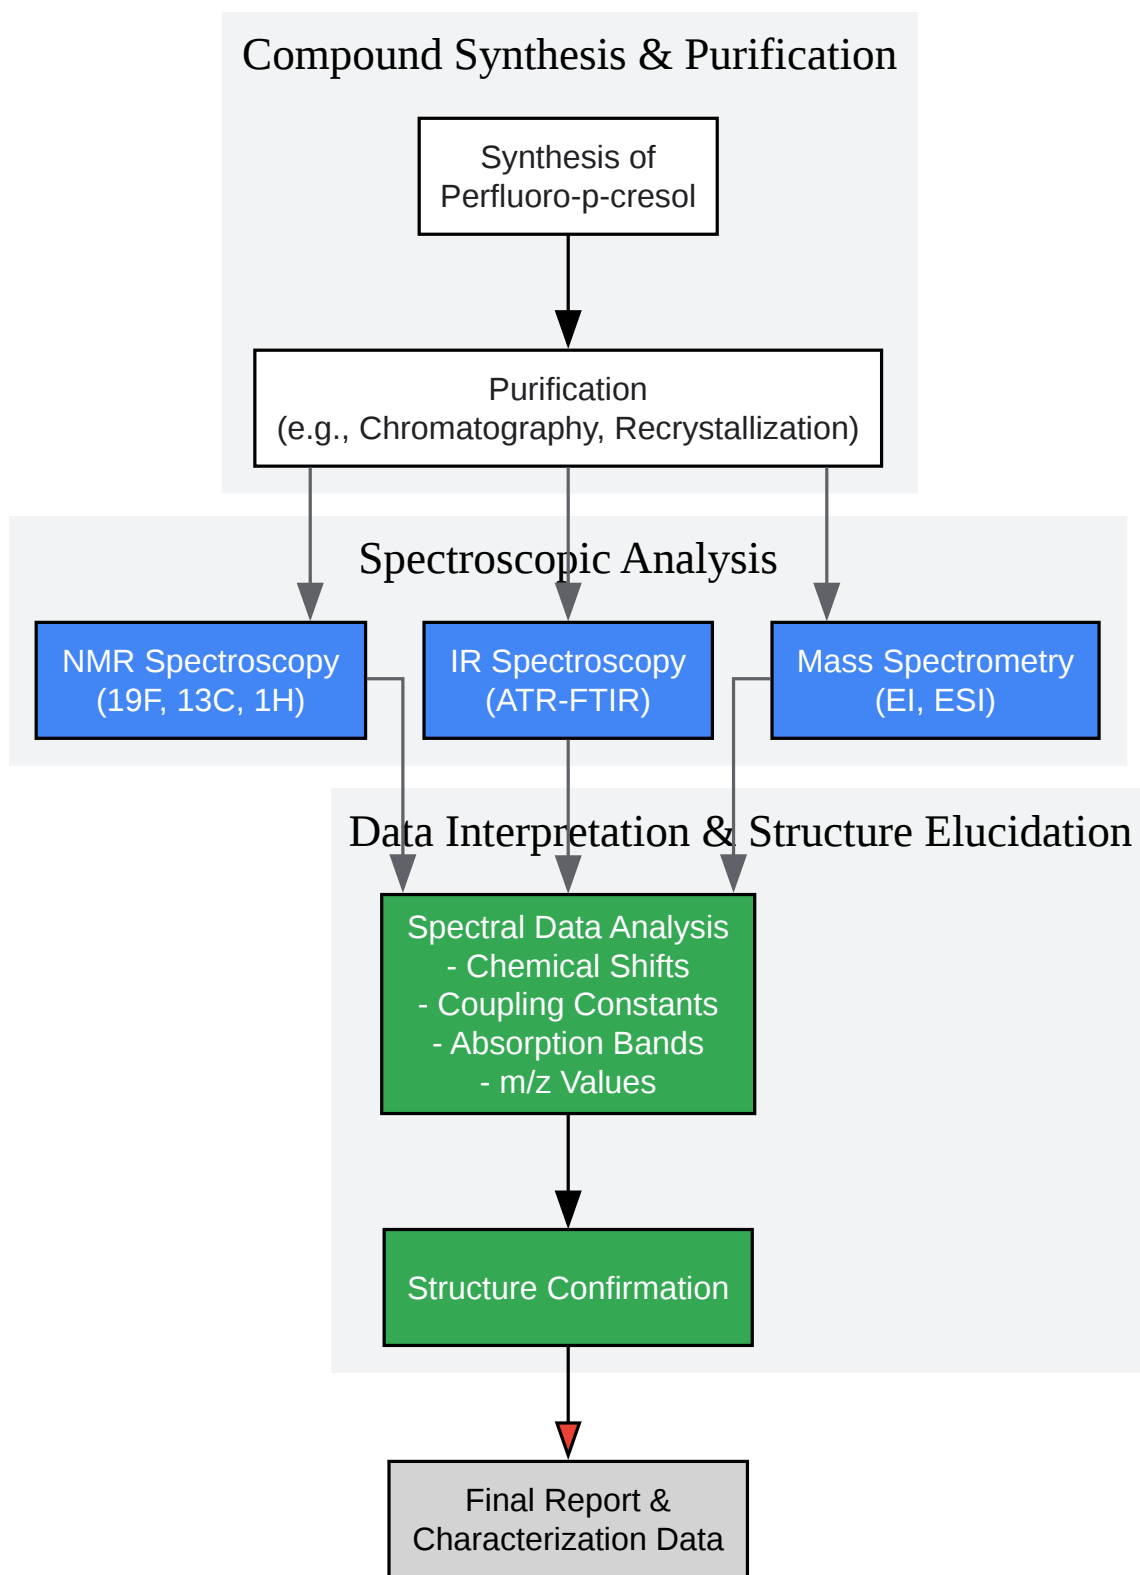 Compound Synthesis & Purification
Synthesis of
Perfluoro-p-cresol
Purification
(e.g., Chromatography, Recrystallization)
Spectroscopic Analysis
NMR Spectroscopy
(19F, 13C, 1H)
IR Spectroscopy
(ATR-FTIR)
Mass Spectrometry
(EI, ESI)
Data Interpretation & Structure Elucidation
Spectral Data Analysis
- Chemical Shifts
- Coupling Constants
- Absorption Bands
- m/z Values
Structure Confirmation
Final Report &
Characterization Data